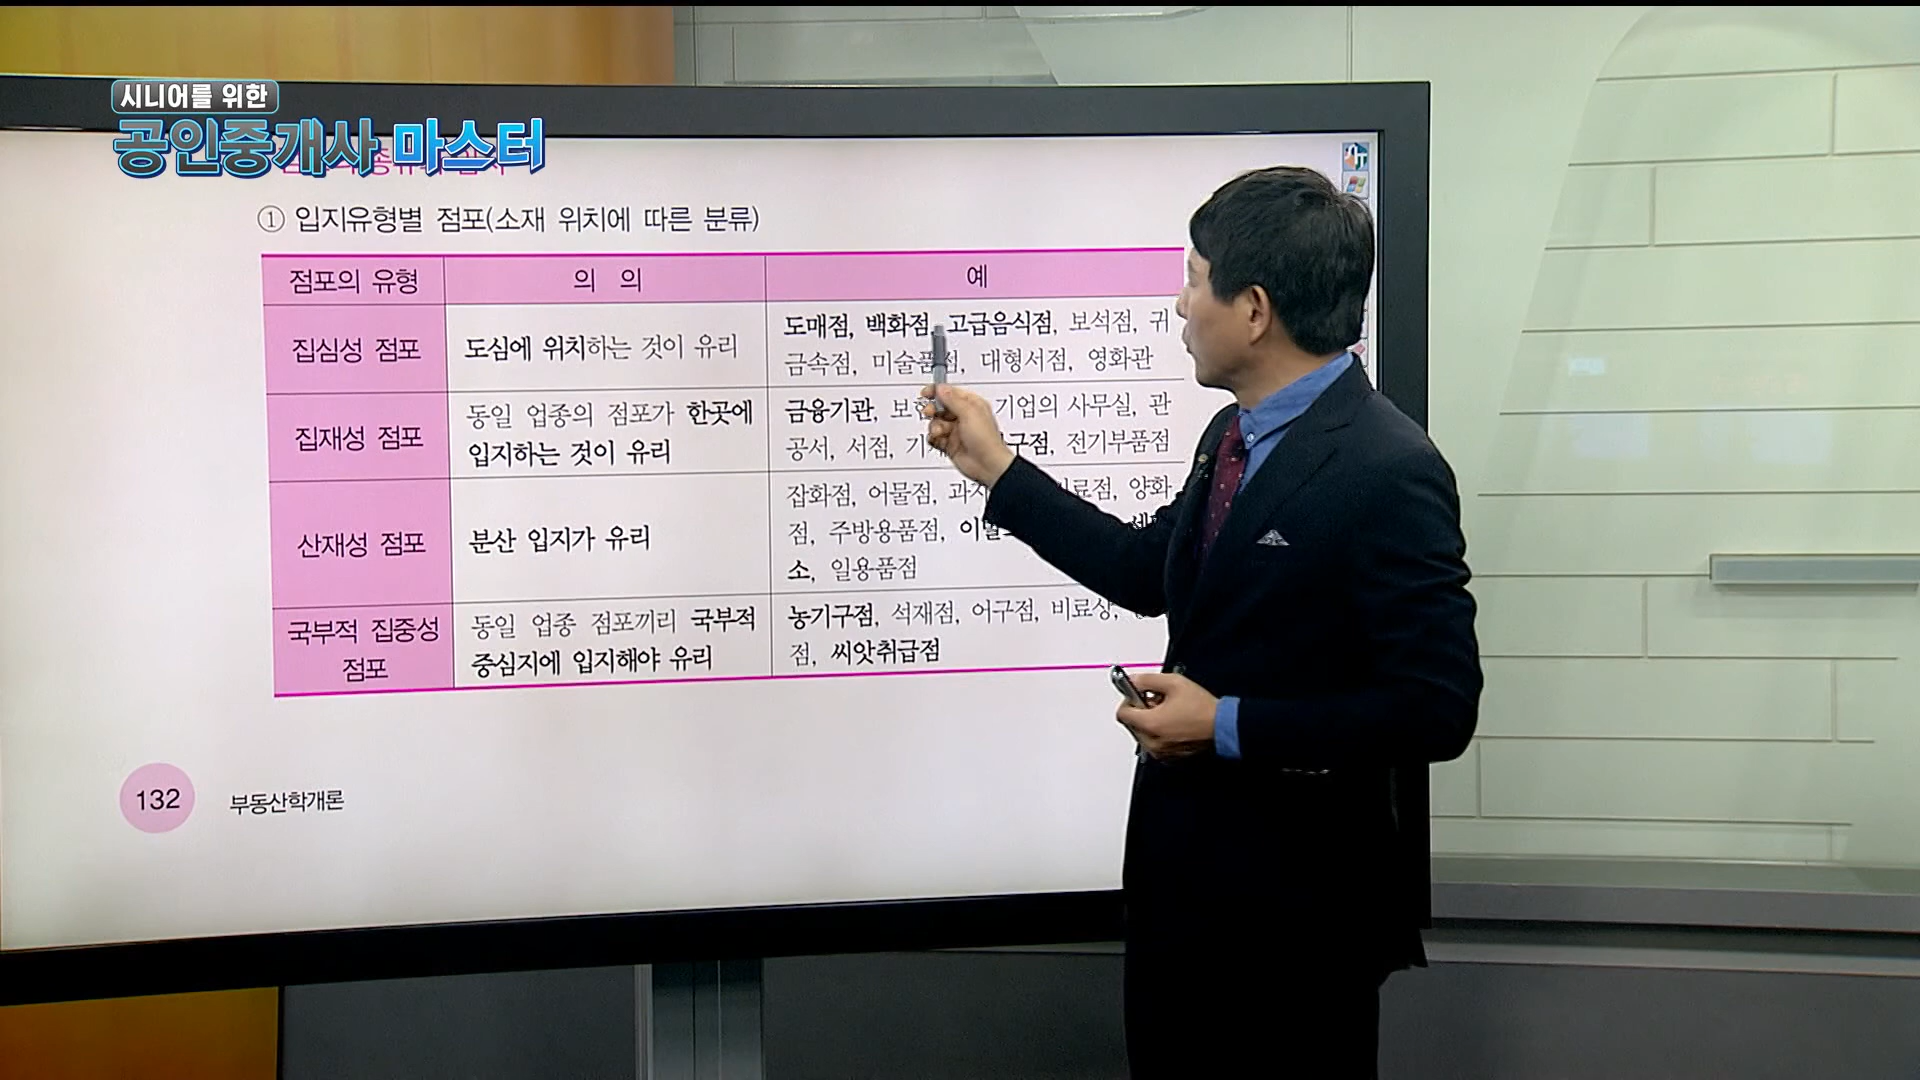 시니어를 위한
공인중개사 마스터
① 입지유형별 점포(소재 위치에 따른 분류)
점포의 유형 의 의 예
집심성 점포 도심에 위치하는 것이 유리
도매점, 백화점, 고급음식점, 보석점, 귀
금속점, 미술품점, 대형서점, 영화관
집재성 점포
동일 업종의 점포가 한곳에
입지하는 것이 유리
금융기관, 보험 기업의 사무실, 관
공서, 서점, 전기부품점
산재성 점포 분산 입지가 유리
잡화점, 어물점, 양화
점, 주방용품점,
소, 일용품점
국부적 집중성
점포
동일 업종 점포끼리 국부적
중심지에 입지해야 유리
농기구점, 석재점, 어구점, 비료상,
점, 씨앗취급점
132 부동산학개론